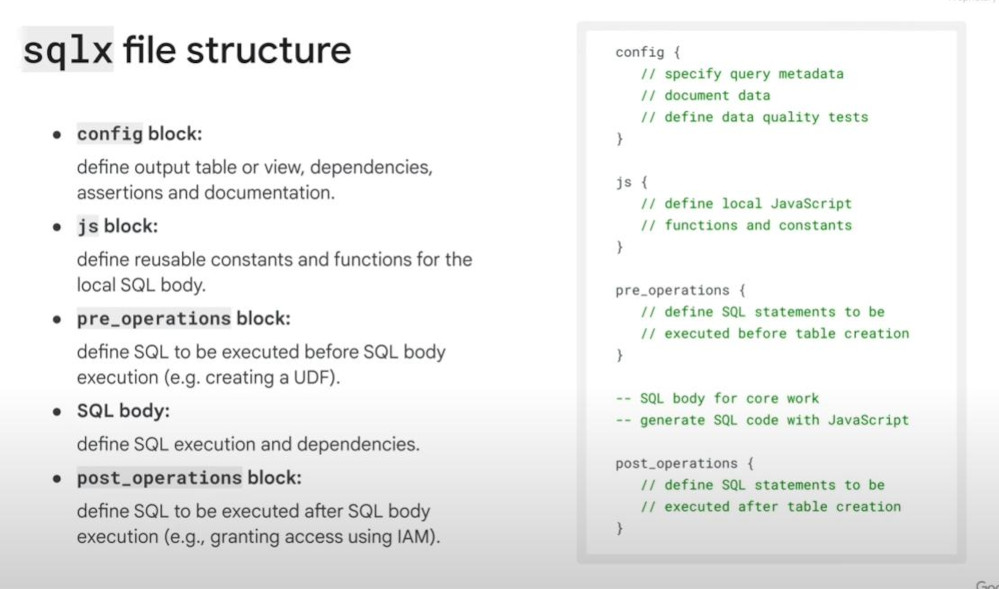 sqlx file structure
• config block:
define output table or view, dependencies,
assertions and documentation.
• js block:
define reusable constants and functions for the
local SQL body.
• pre_operations block:
define SQL to be executed before SQL body
execution (e.g. creating a UDF).
• SQL body:
define SQL execution and dependencies.
• post_operations block:
define SQL to be executed after SQL body
execution (e.g., granting access using IAM).
config {
// specify query metadata
// document data
// define data quality tests
}
js {
// define local JavaScript
// functions and constants
}
pre_operations {
// define SQL statements to be
// executed before table creation
}
-- SQL body for core work
-- generate SQL code with JavaScript
post_operations {
// define SQL statements to be
// executed after table creation
}